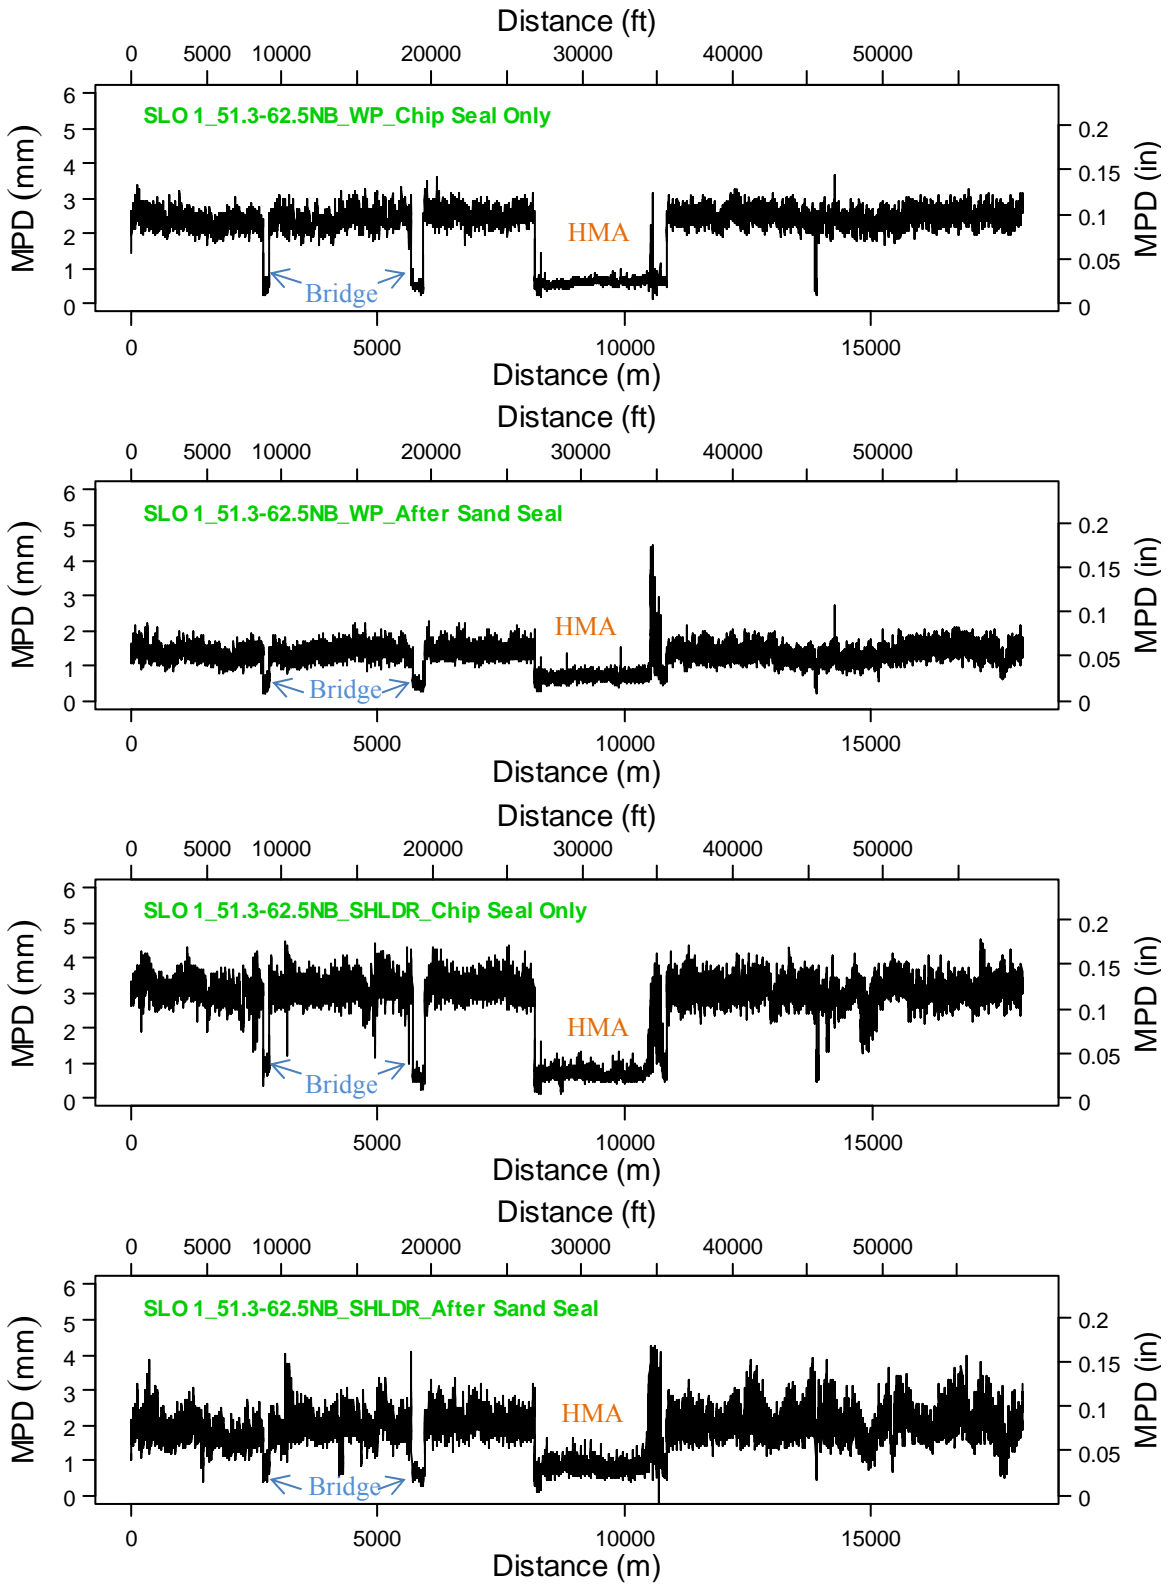 Distance (ft)
0 5000 10000 20000 30000 40000 50000
SLO 1_51.3-62.5NB_WP_Chip Seal Only
MPD (mm)
6
5
4
3
2
1
0
HMA
Bridge
MPD (in)
0.2
0.15
0.1
0.05
0
0 5000 10000 15000
Distance (m)
Distance (ft)
0 5000 10000 20000 30000 40000 50000
SLO 1_51.3-62.5NB_WP_After Sand Seal
MPD (mm)
6
5
4
3
2
1
0
HMA
Bridge
MPD (in)
0.2
0.15
0.1
0.05
0
0 5000 10000 15000
Distance (m)
Distance (ft)
0 5000 10000 20000 30000 40000 50000
SLO 1_51.3-62.5NB_SHLDR_Chip Seal Only
MPD (mm)
6
5
4
3
2
1
0
HMA
Bridge
MPD (in)
0.2
0.15
0.1
0.05
0
0 5000 10000 15000
Distance (m)
Distance (ft)
0 5000 10000 20000 30000 40000 50000
SLO 1_51.3-62.5NB_SHLDR_After Sand Seal
MPD (mm)
6
5
4
3
2
1
0
HMA
Bridge
MPD (in)
0.2
0.15
0.1
0.05
0
0 5000 10000 15000
Distance (m)